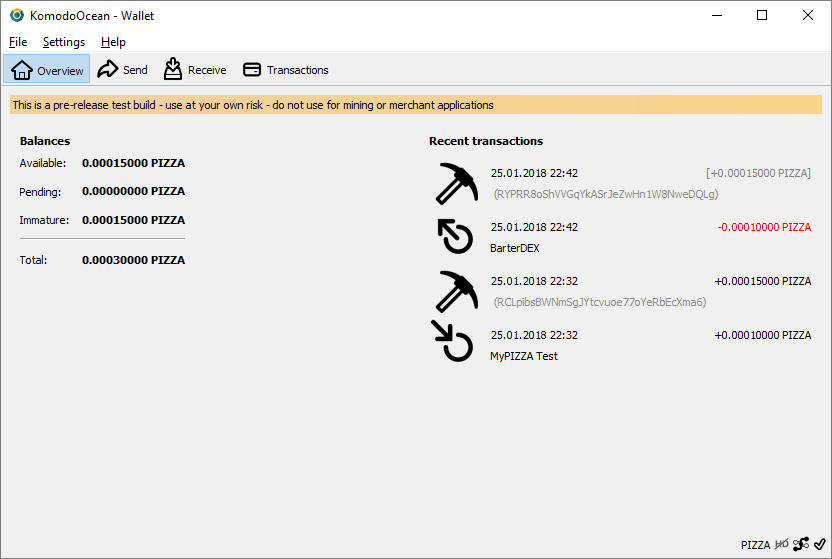 KomodoOcean - Wallet
File Settings Help
Overview Send Receive Transactions
This is a pre-release test build - use at your own risk - do not use for mining or merchant applications
Balances
Available: 0.00015000 PIZZA
Pending: 0.00000000 PIZZA
Immature: 0.00015000 PIZZA
Total: 0.00030000 PIZZA
Recent transactions
25.01.2018 22:42 [+0.00015000 PIZZA]
(RYPRR8oShVVGqYkASrJeZwHn1W8NweDQLg)
25.01.2018 22:42 -0.00010000 PIZZA
BarterDEX
25.01.2018 22:32 +0.00015000 PIZZA
(RCLpibsBWNmSgJYtcvuoe77oYeRbEcXma6)
25.01.2018 22:32 +0.00010000 PIZZA
MyPIZZA Test
PIZZA HD